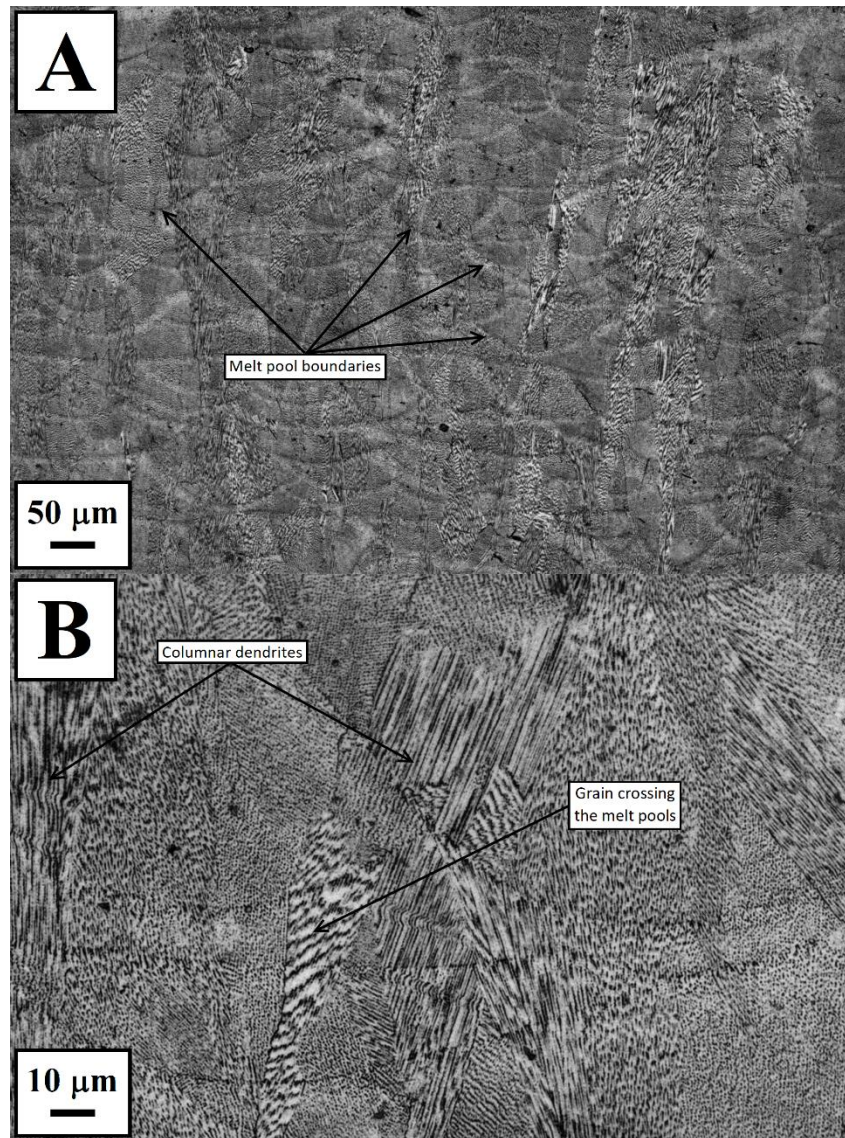 A
Melt pool boundaries
50 μm
B
Columnar dendrites
Grain crossing
the melt pools
10 μm